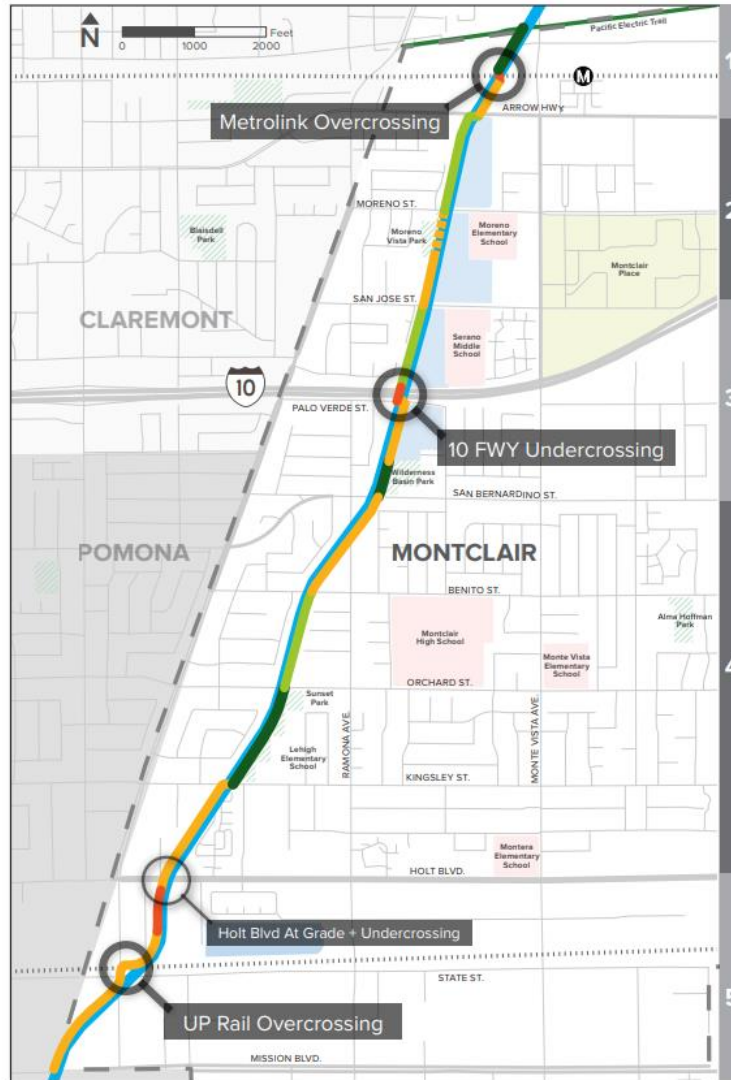 N
0
1000
2000
Feet
Pacific Electric Trail
1
M
Metrolink Overcrossing
ARROW HWY
MORENO ST.
2
Blaisdell
Park
Moreno
Vista Park
Moreno
Elementary
School
Montclair
Place
SAN JOSE ST.
CLAREMONT
Serano
Middle
School
10
3
PALO VERDE ST.
10 FWY Undercrossing
Wilderness
Basin Park
SAN BERNARDINO ST.
POMONA
MONTCLAIR
BENITO ST.
Montclair
High School
Alma Hoffman
Park
Monte Vista
Elementary
School
4
ORCHARD ST.
Sunset
Park
RAMONA AVE.
MONTE VISTA AVE.
Lehigh
Elementary
School
KINGSLEY ST.
Montera
Elementary
School
HOLT BLVD.
Holt Blvd At Grade + Undercrossing
STATE ST.
5
UP Rail Overcrossing
MISSION BLVD.